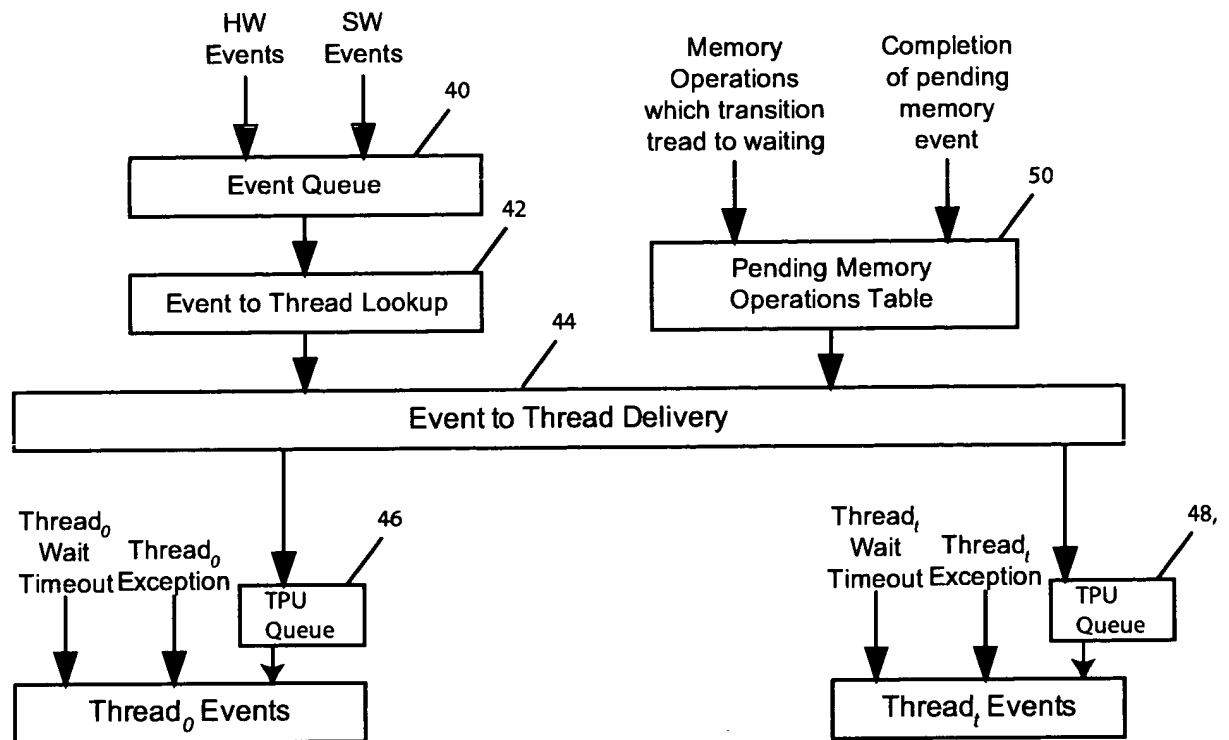 HW
Events
SW
Events
40
Event Queue
42
Event to Thread Lookup
Memory
Operations
which transition
tread to waiting
Completion
of pending
memory
event
50
Pending Memory
Operations Table
44
Event to Thread Delivery
Thread0
Wait
Timeout
Thread0
Exception
46
TPU
Queue
Thread0 Events
Threadt
Wait
Timeout
Threadt
Exception
48,
TPU
Queue
Threadt Events